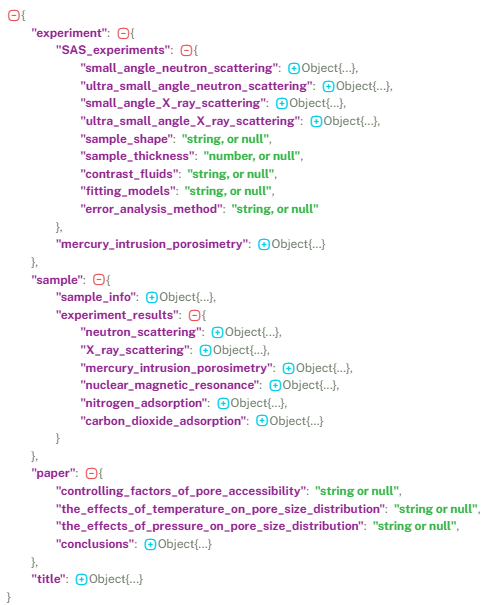 {
"experiment": {
"SAS_experiments": {
"small_angle_neutron_scattering": Object{...},
"ultra_small_angle_neutron_scattering": Object{...},
"small_angle_X_ray_scattering": Object{...},
"ultra_small_angle_X_ray_scattering": Object{...},
"sample_shape": "string, or null",
"sample_thickness": "number, or null",
"contrast_fluids": "string, or null",
"fitting_models": "string, or null",
"error_analysis_method": "string, or null"
},
"mercury_intrusion_porosimetry": Object{...}
},
"sample": {
"sample_info": Object{...},
"experiment_results": {
"neutron_scattering": Object{...},
"X_ray_scattering": Object{...},
"mercury_intrusion_porosimetry": Object{...},
"nuclear_magnetic_resonance": Object{...},
"nitrogen_adsorption": Object{...},
"carbon_dioxide_adsorption": Object{...}
}
},
"paper": {
"controlling_factors_of_pore_accessibility": "string or null",
"the_effects_of_temperature_on_pore_size_distribution": "string or null",
"the_effects_of_pressure_on_pore_size_distribution": "string or null",
"conclusions": Object{...}
},
"title": Object{...}
}